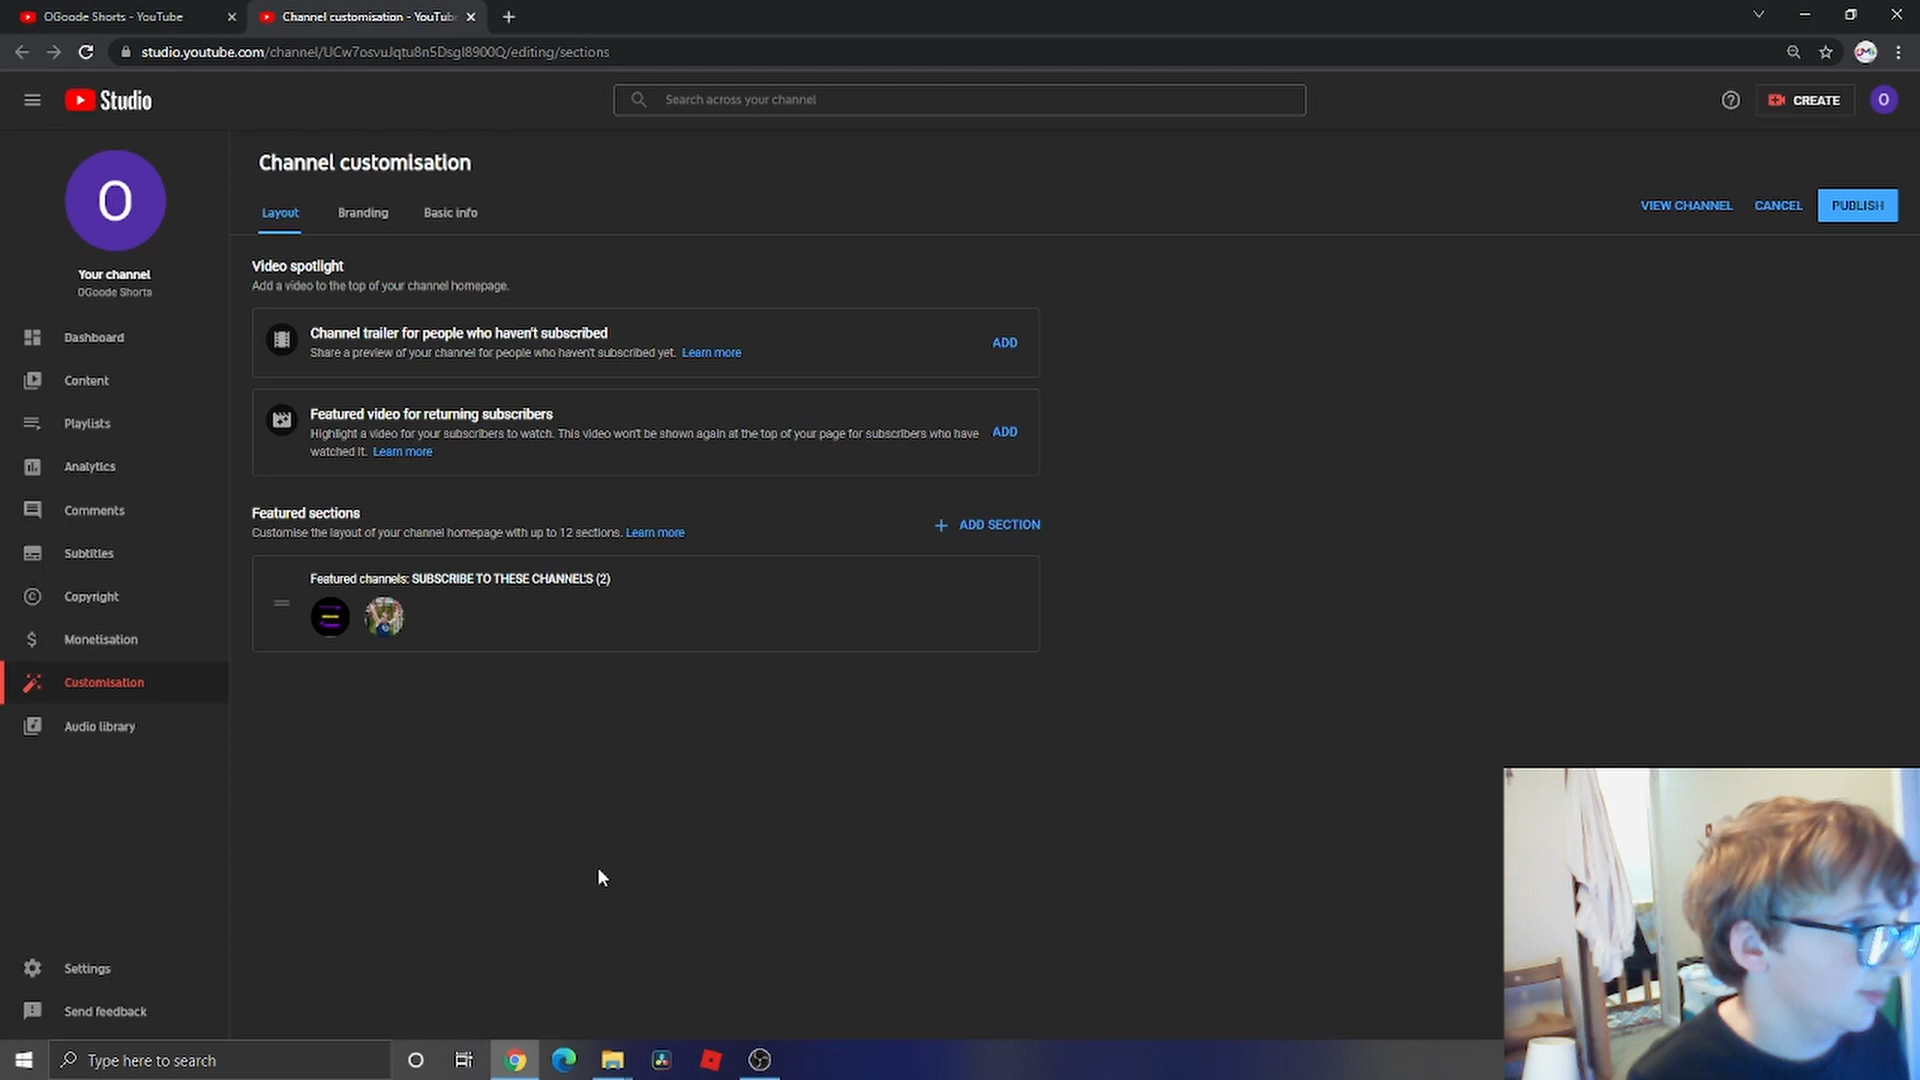 OGoode Shorts - YouTube
Channel customisation - YouTub
studio.youtube.com/channel/UCw7osvuJqtu8n5DsgI8900Q/editing/sections
Studio
Search across your channel
CREATE
O
O
Your channel
OGoode Shorts
Dashboard
Content
Playlists
Analytics
Comments
Subtitles
Copyright
Monetisation
Customisation
Audio library
Settings
Send feedback
Channel customisation
Layout
Branding
Basic info
VIEW CHANNEL
CANCEL
PUBLISH
Video spotlight
Add a video to the top of your channel homepage.
Channel trailer for people who haven't subscribed
Share a preview of your channel for people who haven't subscribed yet. Learn more
ADD
Featured video for returning subscribers
Highlight a video for your subscribers to watch. This video won't be shown again at the top of your page for subscribers who have
watched it. Learn more
ADD
Featured sections
Customise the layout of your channel homepage with up to 12 sections. Learn more
+ ADD SECTION
Featured channels: SUBSCRIBE TO THESE CHANNEL'S (2)
Type here to search